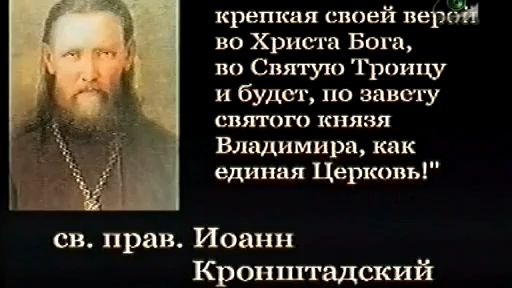 крепкая своей верой
во Христа Бога,
во Святую Троицу
и будет, по завету
святого князя
Владимира, как
единая Церковь!"
св. прав. Иоанн
Кронштадский